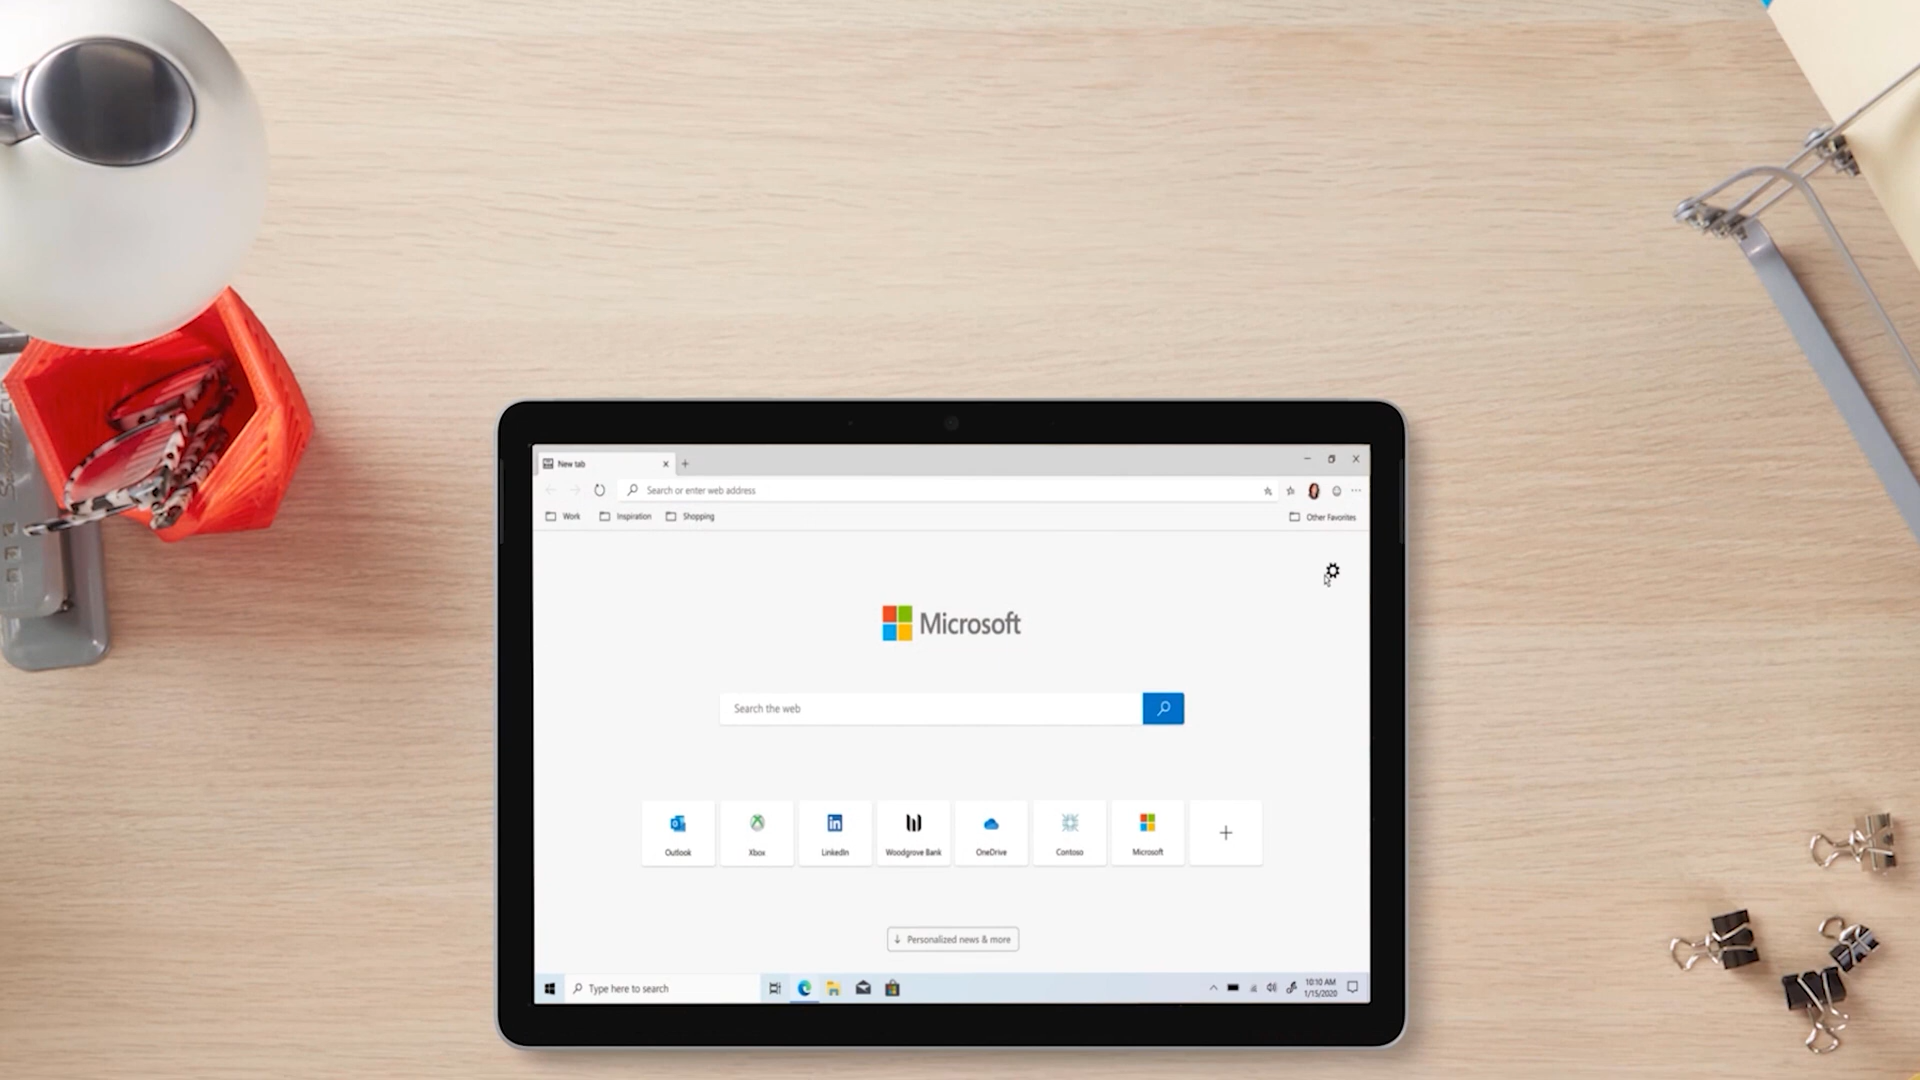 New tab
Search or enter web address
Work Inspiration Shopping Other Favorites
Microsoft
Search the web
Outlook Xbox LinkedIn Woodgrove Bank OneDrive Contoso Microsoft
Personalized news & more
Type here to search 10:10 AM
1/15/2020